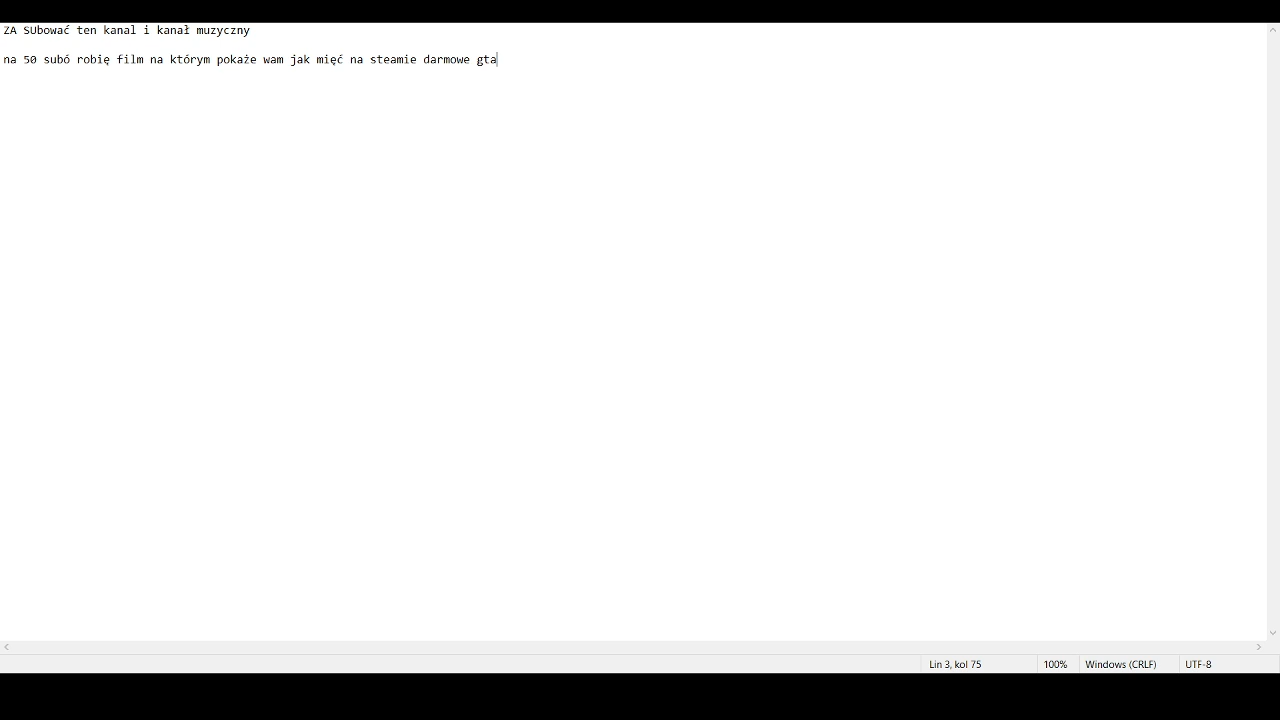 ZA SUbować ten kanal i kanał muzyczny
na 50 subó robię film na którym pokaże wam jak mięć na steamie darmowe gta
Lin 3, kol 75 100% Windows (CRLF) UTF-8